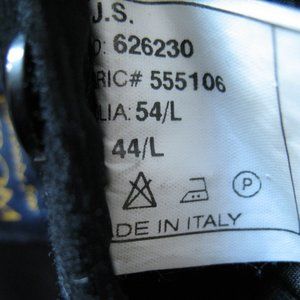 J.S.
: 626230
RIC# 555106
LIA: 54/L
44/L
P
ADE IN ITALY